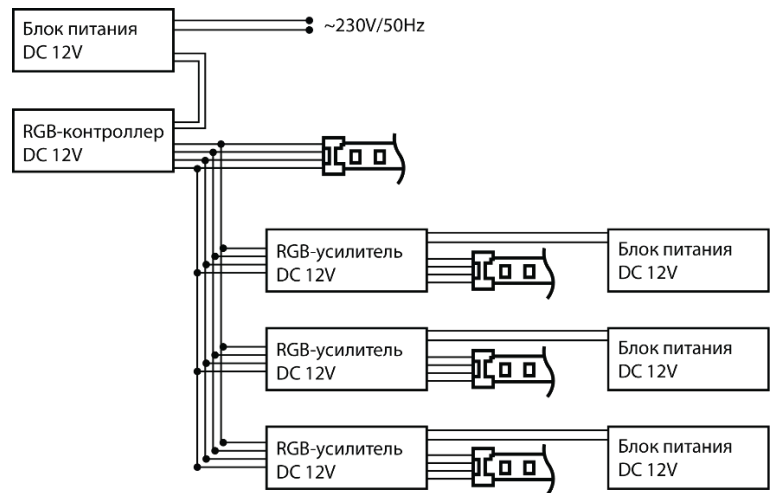 Блок питания
DC 12V
~230V/50Hz
RGB-контроллер
DC 12V
RGB-усилитель
DC 12V
Блок питания
DC 12V
RGB-усилитель
DC 12V
Блок питания
DC 12V
RGB-усилитель
DC 12V
Блок питания
DC 12V